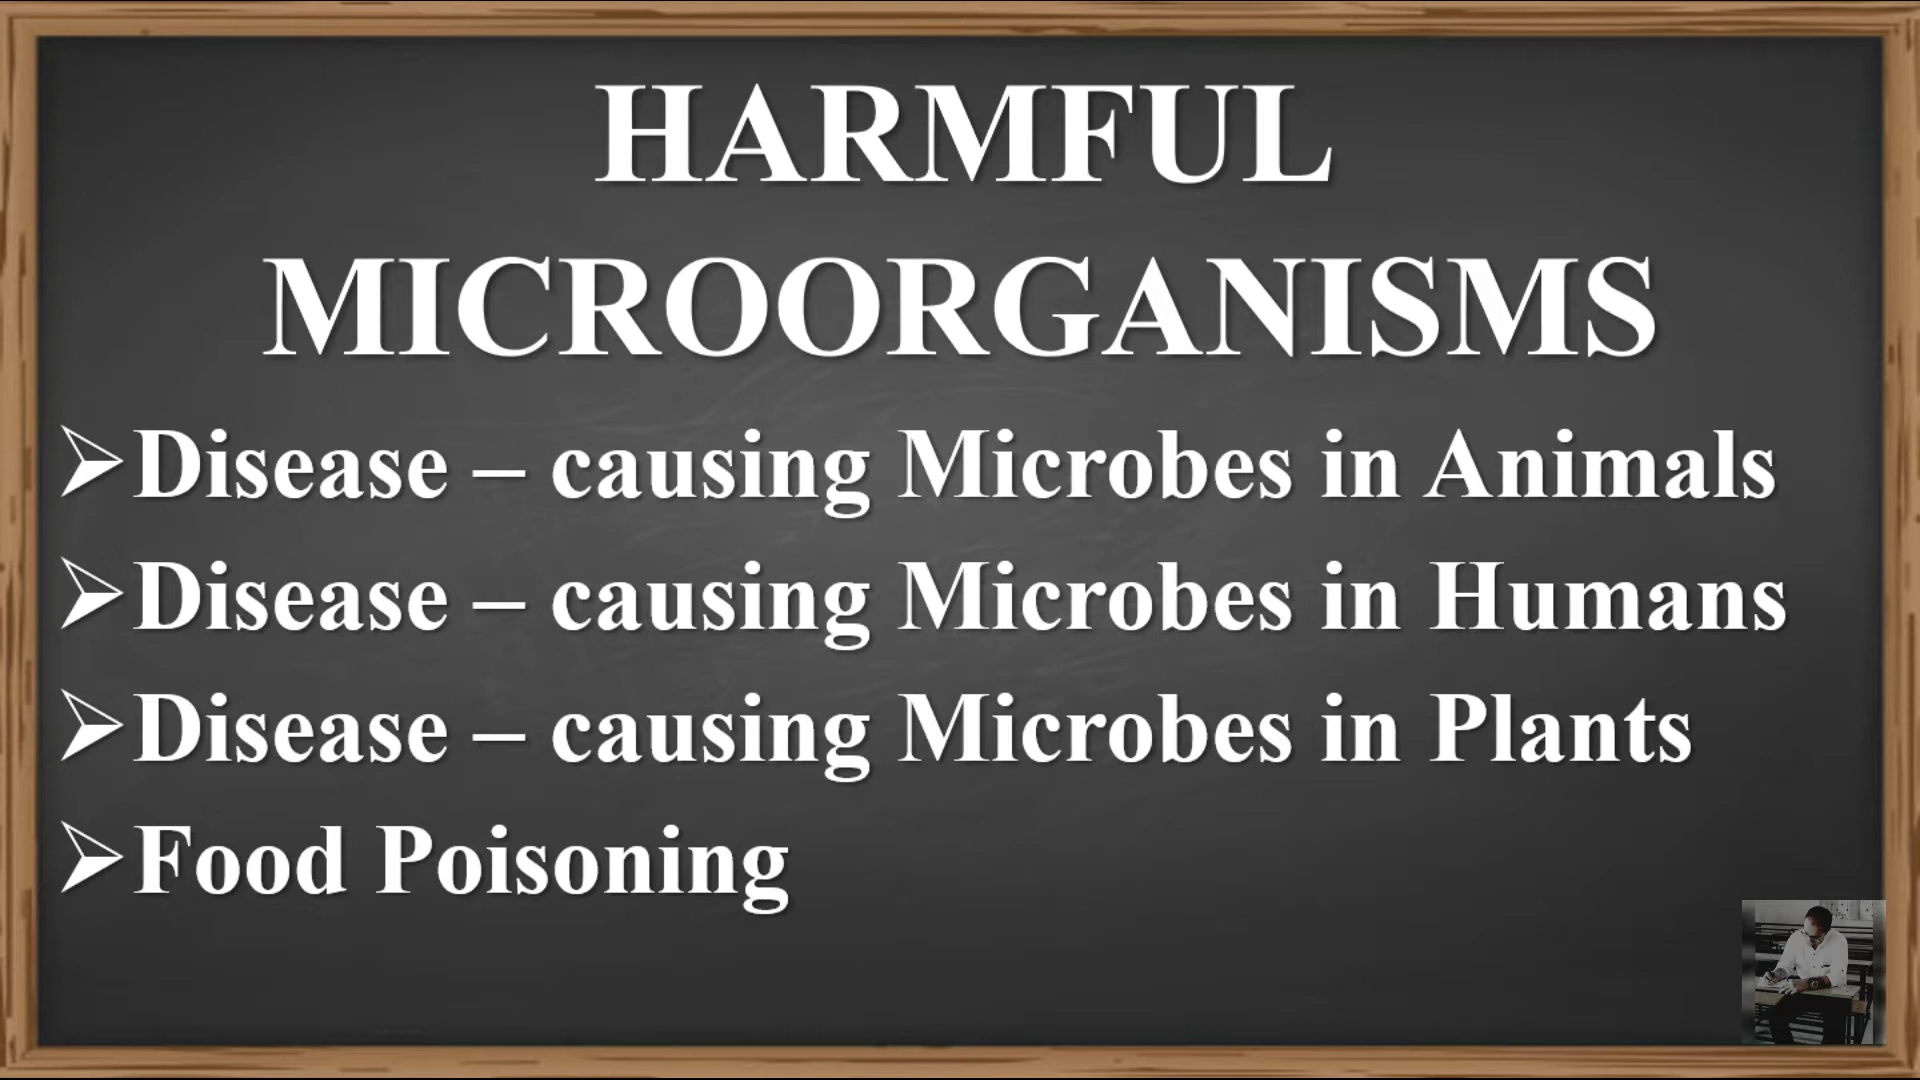 HARMFUL
MICROORGANISMS
➢Disease – causing Microbes in Animals
➢Disease – causing Microbes in Humans
➢Disease – causing Microbes in Plants
➢Food Poisoning